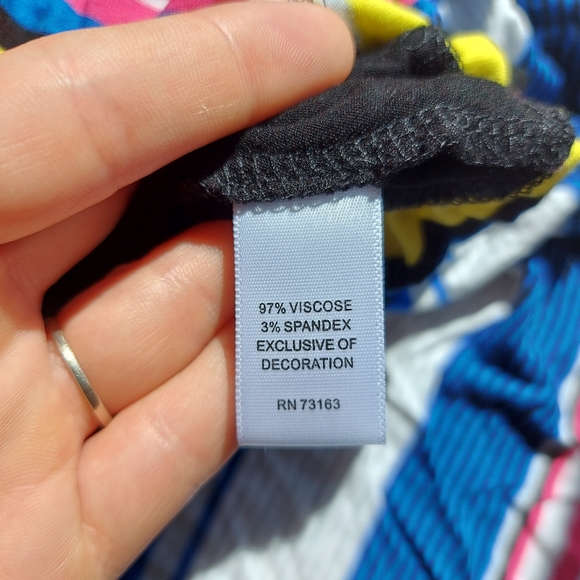 97% VISCOSE
3% SPANDEX
EXCLUSIVE OF
DECORATION
RN 73163